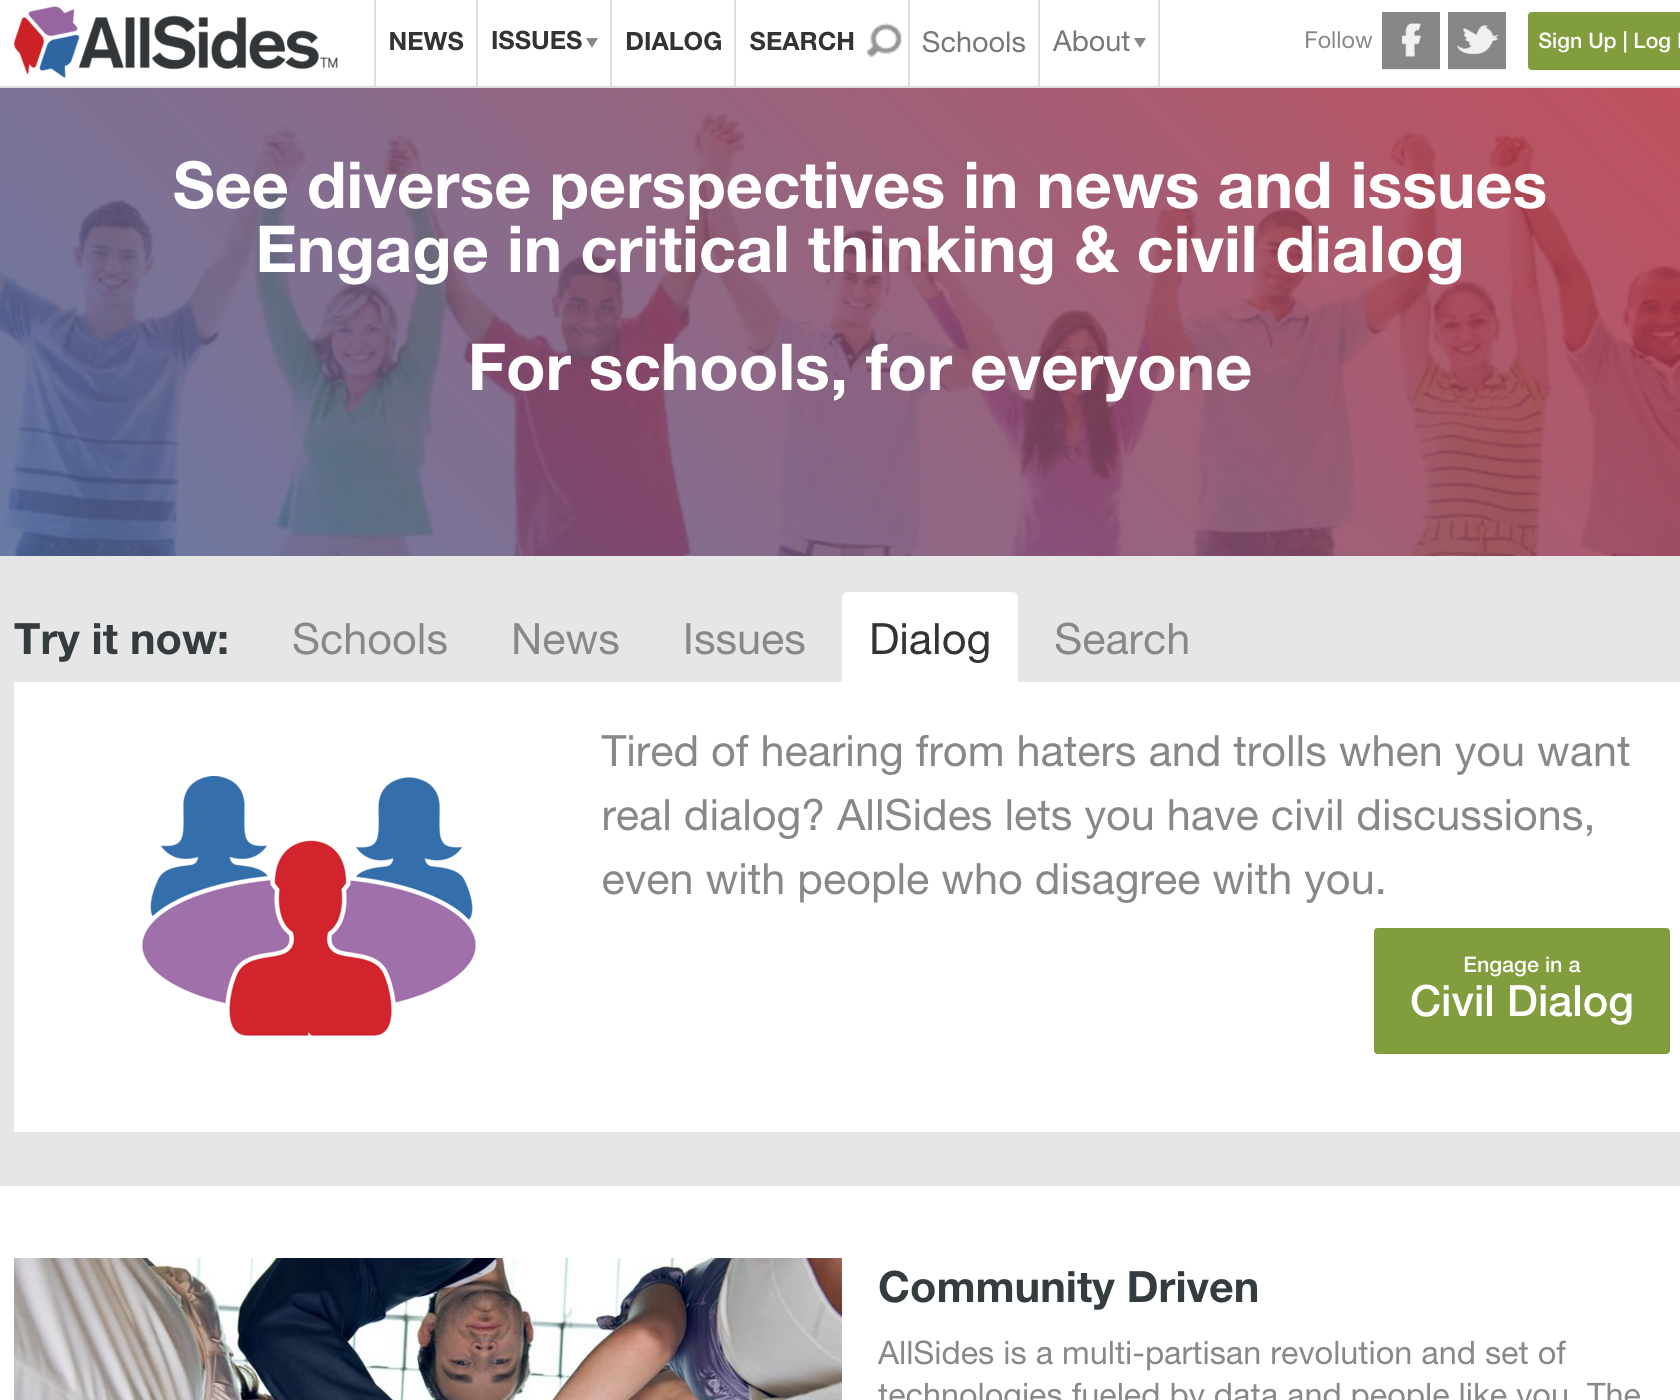 AllSides™
NEWS
ISSUES▾
DIALOG
SEARCH
Schools
About▾
Follow
Sign Up | Log
See diverse perspectives in news and issues
Engage in critical thinking & civil dialog
For schools, for everyone
Try it now:
Schools
News
Issues
Dialog
Search
Tired of hearing from haters and trolls when you want
real dialog? AllSides lets you have civil discussions,
even with people who disagree with you.
Engage in a
Civil Dialog
Community Driven
AllSides is a multi-partisan revolution and set of
technologies fueled by data and people like you. The